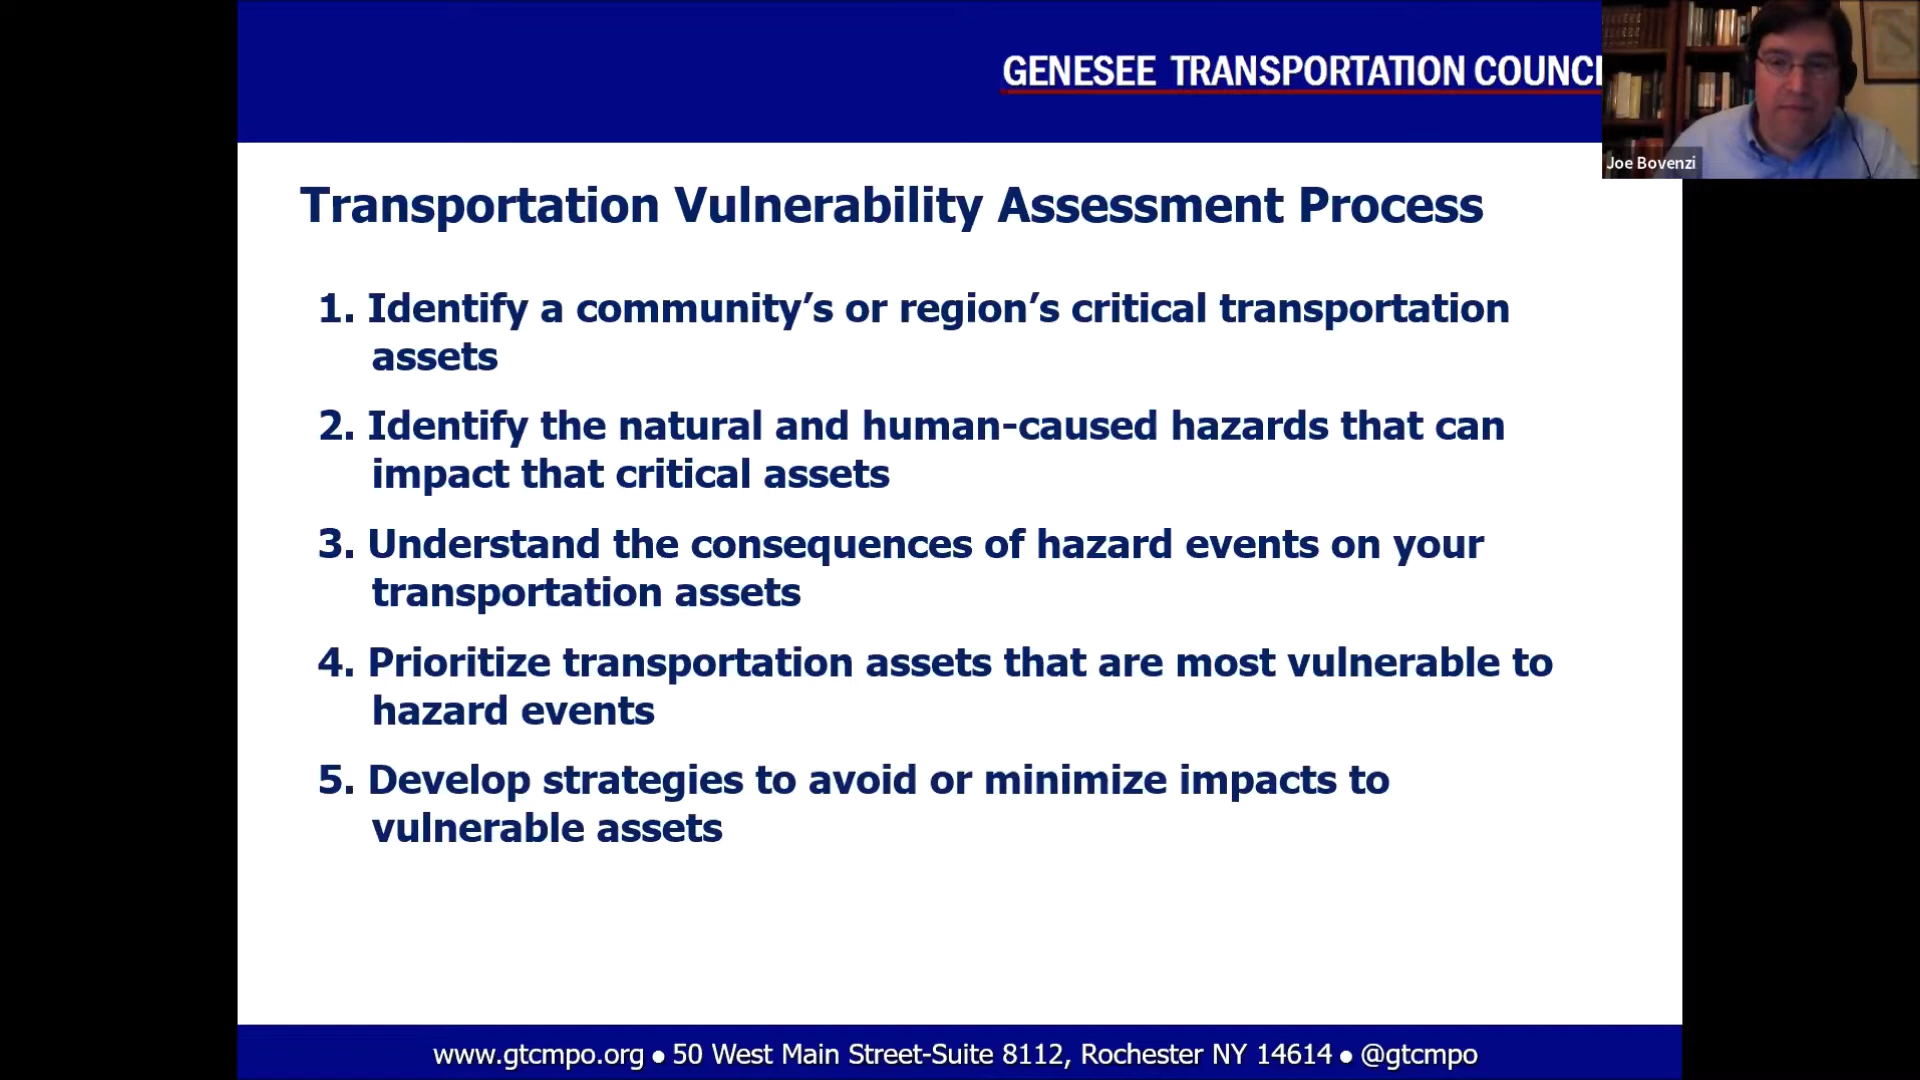 GENESEE TRANSPORTATION COUNCI
Joe Bovenzi
Transportation Vulnerability Assessment Process
1. Identify a community’s or region’s critical transportation
assets
2. Identify the natural and human-caused hazards that can
impact that critical assets
3. Understand the consequences of hazard events on your
transportation assets
4. Prioritize transportation assets that are most vulnerable to
hazard events
5. Develop strategies to avoid or minimize impacts to
vulnerable assets
www.gtcmpo.org ● 50 West Main Street-Suite 8112, Rochester NY 14614 ● @gtcmpo